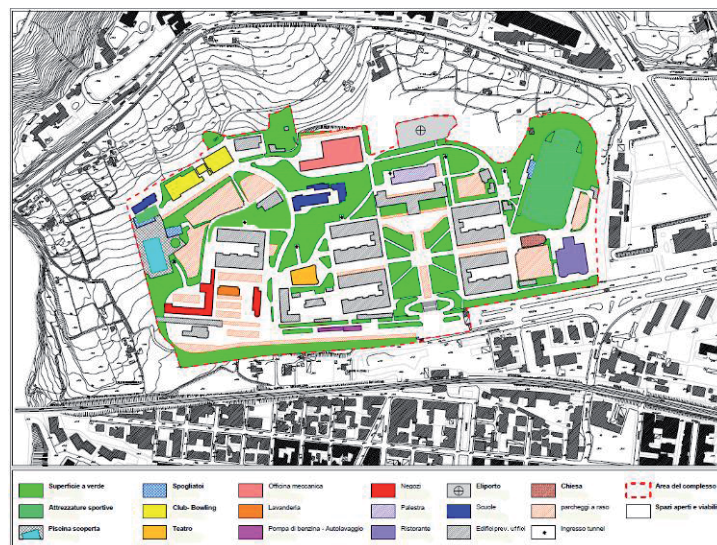 Superficie a verde
Spogliatoi
Officina meccanica
Negozi
Eliporto
Chiesa
Area del complesso
Attrezzature sportive
Club- Bowling
Lavanderia
Palestra
Scuole
parcheggi a raso
Spazi aperti e viabili
Piscina scoperta
Teatro
Pompa di benzina - Autolavaggio
Ristorante
Edifici prev. uffici
Ingresso tunnel